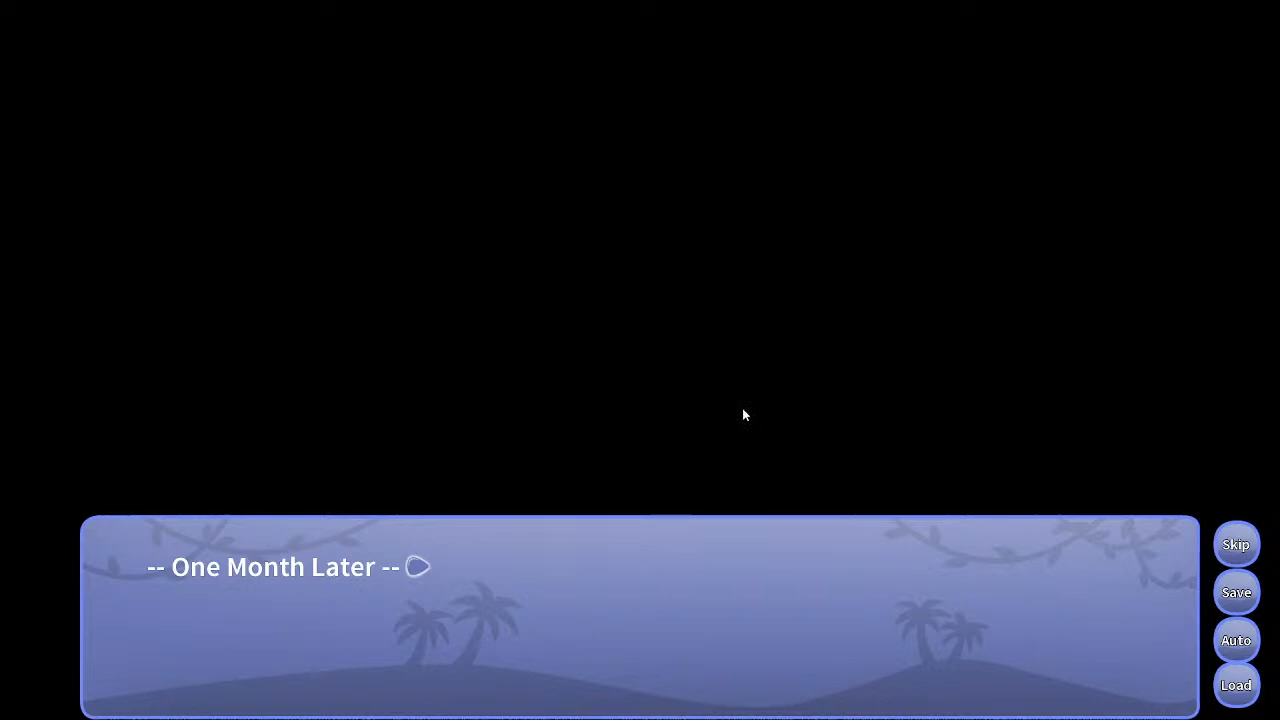 -- One Month Later --
Skip
Save
Auto
Load